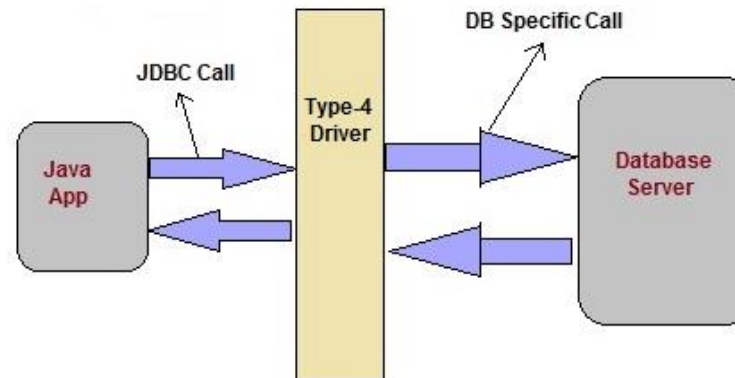 DB Specific Call
JDBC Call
Type-4
Driver
Java
App
Database
Server